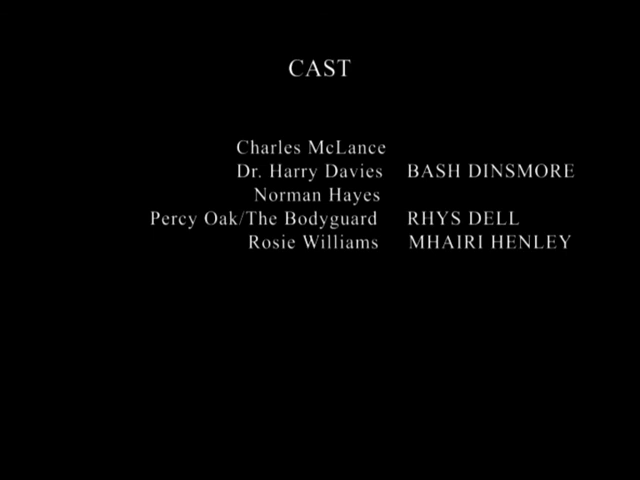 CAST
Charles McLance
Dr. Harry Davies BASH DINSMORE
Norman Hayes
Percy Oak/The Bodyguard RHYS DELL
Rosie Williams MHAIRI HENLEY